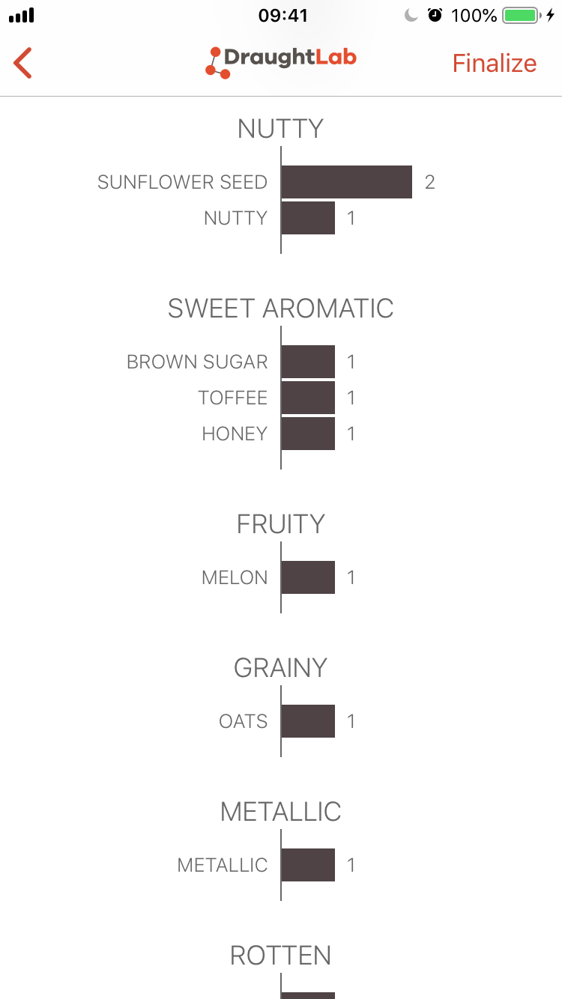 09:41
100%
DraughtLab
Finalize
NUTTY
SUNFLOWER SEED 2
NUTTY 1
SWEET AROMATIC
BROWN SUGAR 1
TOFFEE 1
HONEY 1
FRUITY
MELON 1
GRAINY
OATS 1
METALLIC
METALLIC 1
ROTTEN